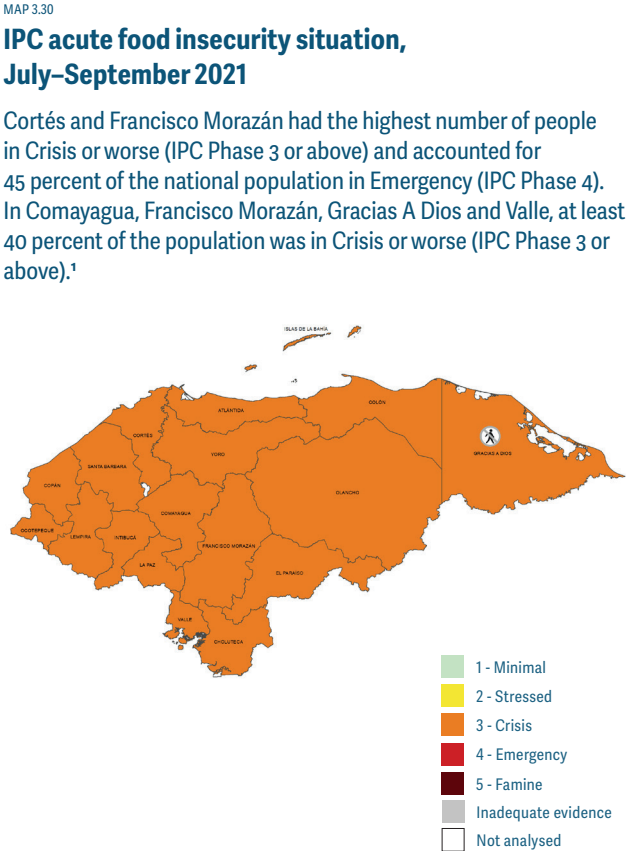 MAP 3.30
IPC acute food insecurity situation,
July–September 2021
Cortés and Francisco Morazán had the highest number of people
in Crisis or worse (IPC Phase 3 or above) and accounted for
45 percent of the national population in Emergency (IPC Phase 4).
In Comayagua, Francisco Morazán, Gracias A Dios and Valle, at least
40 percent of the population was in Crisis or worse (IPC Phase 3 or
above).¹
ISLAS DE LA BAHÍA
ATLANTIDA
COLÓN
CORTÉS
YORO
GRACIAS A DIOS
SANTA BARBARA
COPÁN
OLANCHO
COMAYAGUA
OCOTEPEQUE
LEMPIRA
INTIBUCÁ
FRANCISCO MORAZAN
LA PAZ
EL PARAISO
VALLE
CHOLUTECA
1 - Minimal
2 - Stressed
3 - Crisis
4 - Emergency
5 - Famine
Inadequate evidence
Not analysed